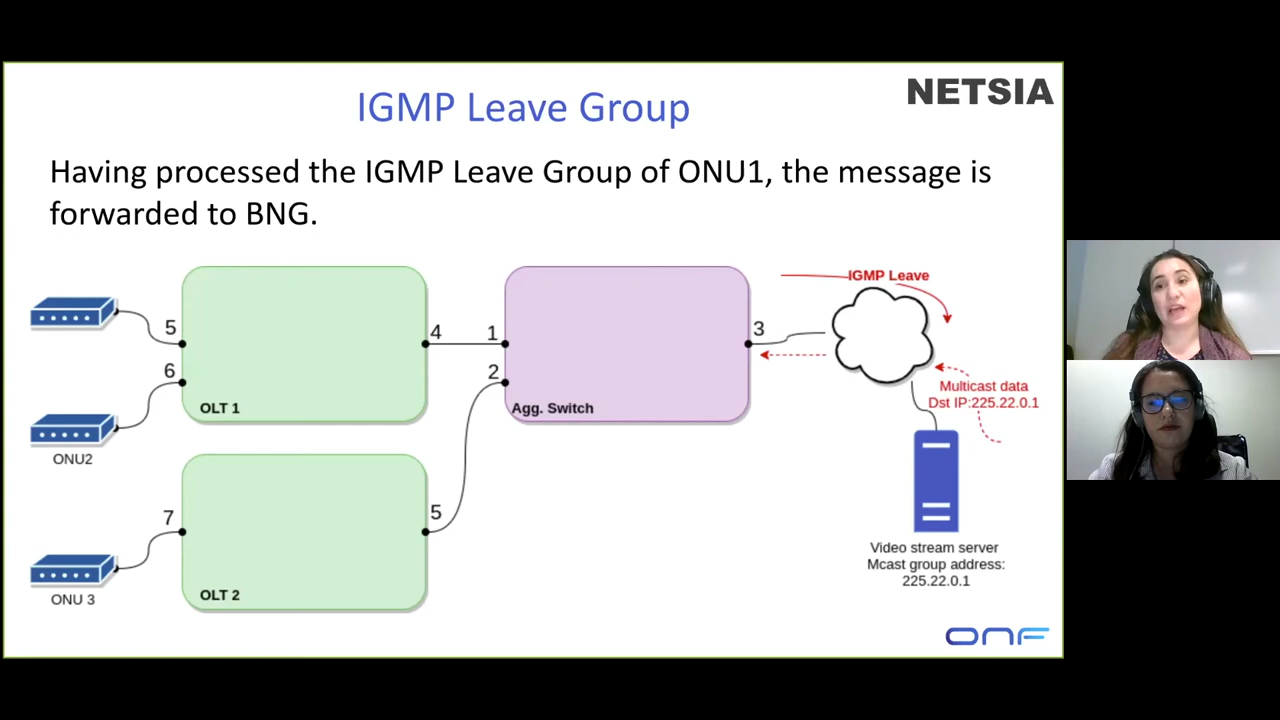 NETSIA
IGMP Leave Group
Having processed the IGMP Leave Group of ONU1, the message is
forwarded to BNG.
IGMP Leave
5
4
1
3
6
2
Multicast data
Dst IP:225.22.0.1
OLT 1
Agg. Switch
ONU2
7
5
Video stream server
Mcast group address:
225.22.0.1
OLT 2
ONU 3
ONF